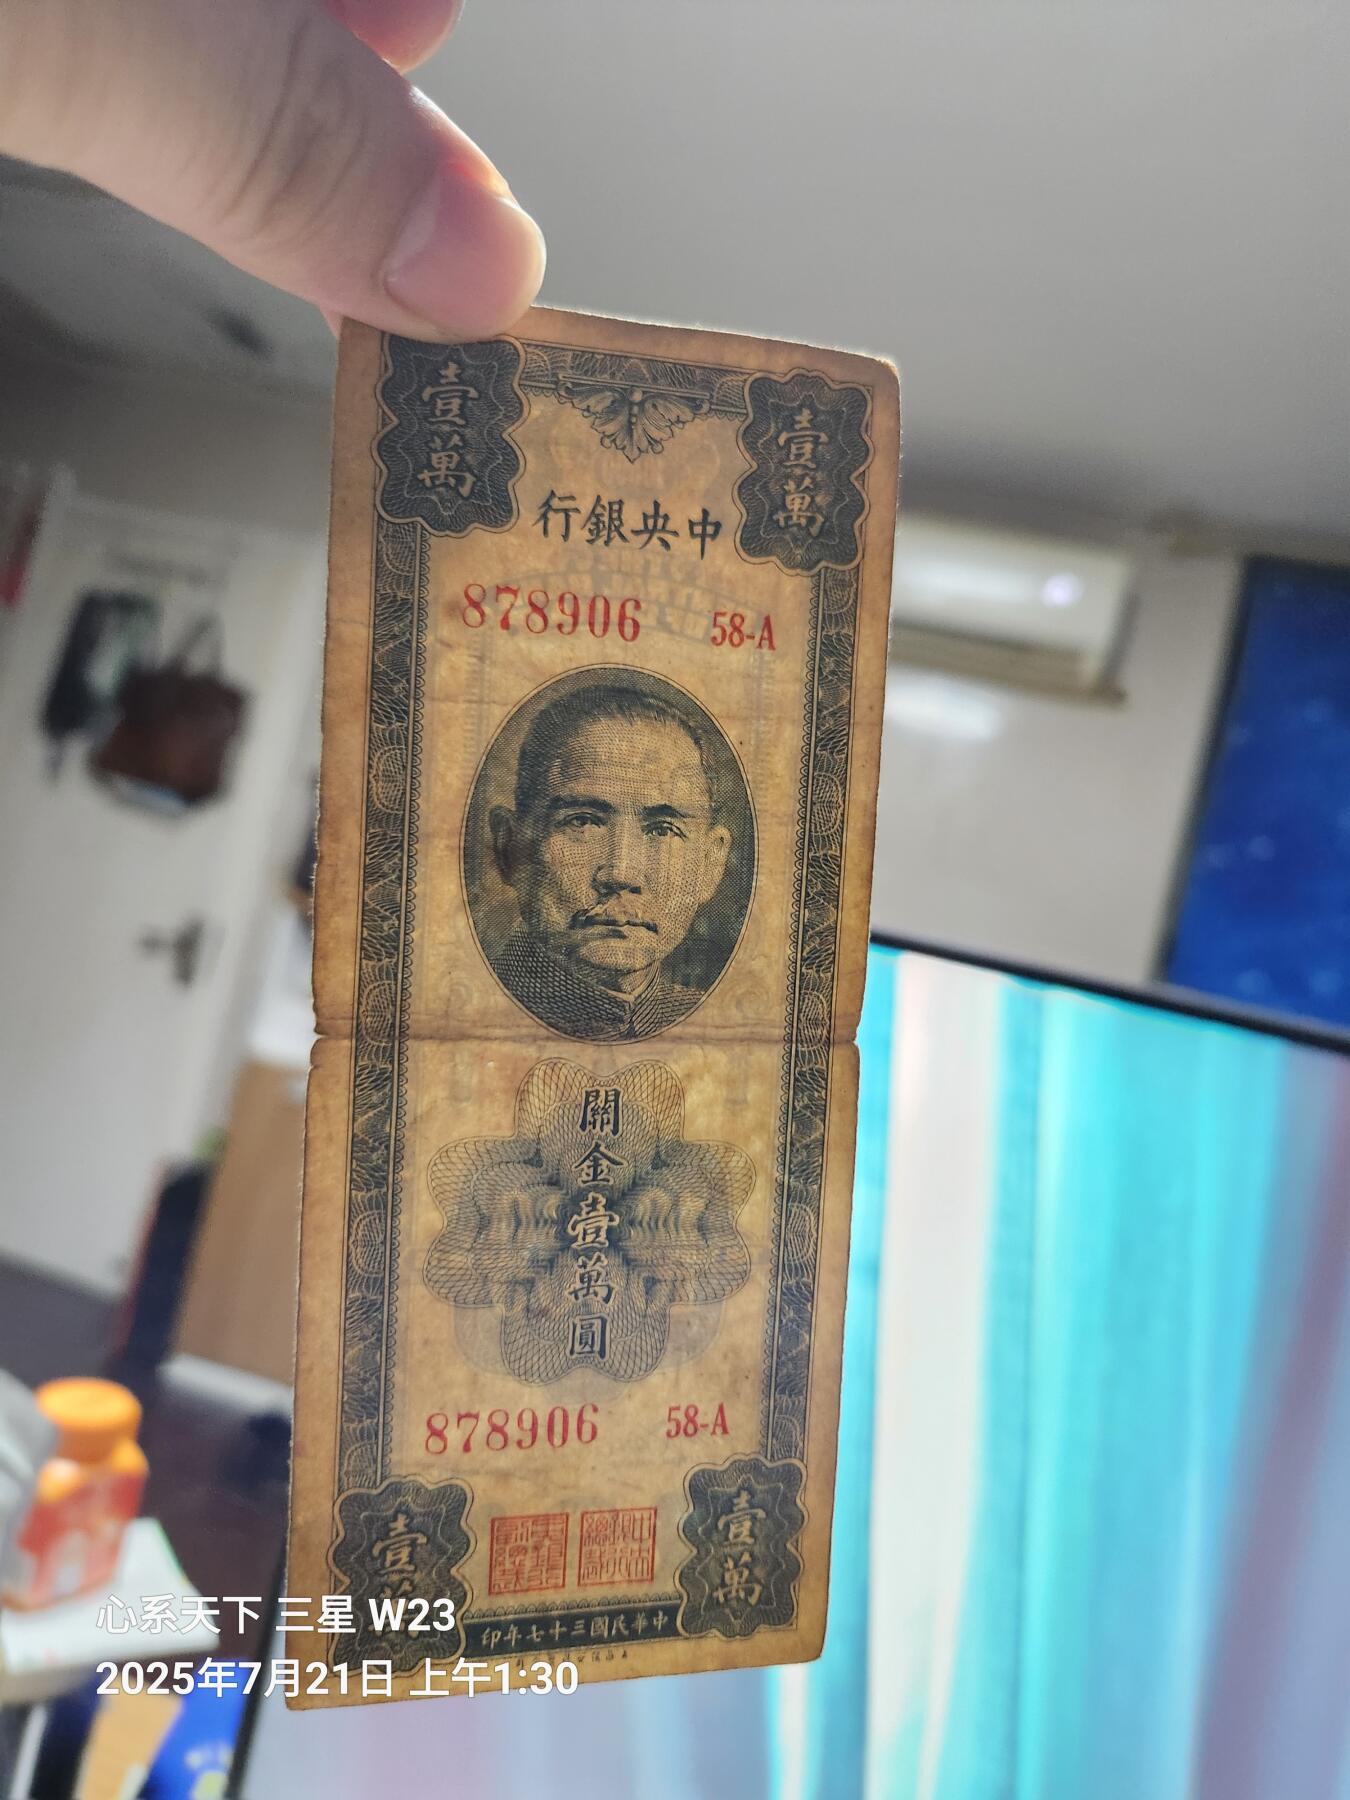 壹萬
壹萬
行銀央中
878906 58-A
關金壹萬圓
878906 58-A
壹萬
壹萬
印年七十三國民華中
心系天下 三星 W23
2025年7月21日 上午1:30